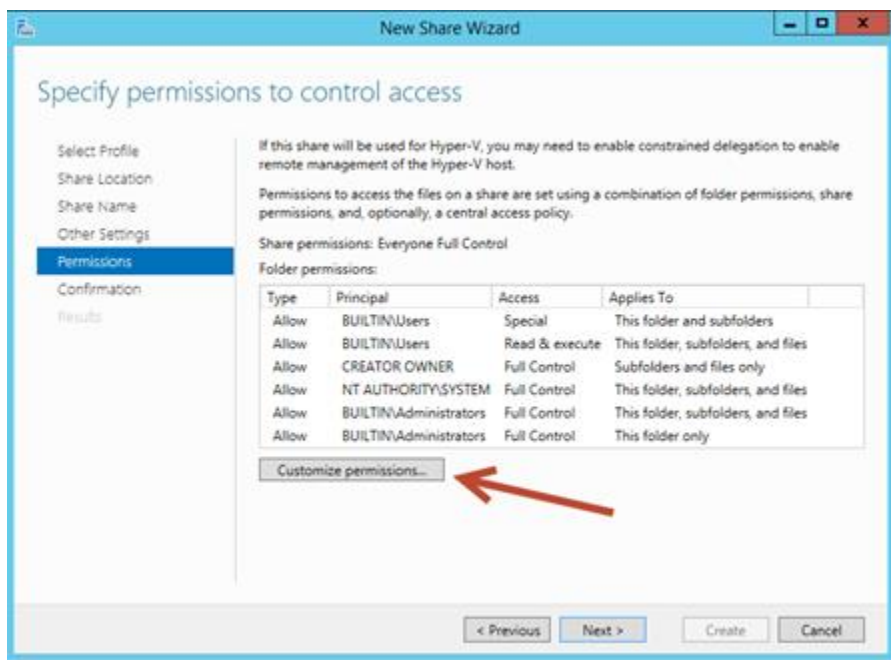 New Share Wizard
Specify permissions to control access
Select Profile
Share Location
Share Name
Other Settings
Permissions
Confirmation
Results
If this share will be used for Hyper-V, you may need to enable constrained delegation to enable
remote management of the Hyper-V host.
Permissions to access the files on a share are set using a combination of folder permissions, share
permissions, and, optionally, a central access policy.
Share permissions: Everyone Full Control
Folder permissions:
Type Principal Access Applies To
Allow BUILTIN\Users Special This folder and subfolders
Allow BUILTIN\Users Read & execute This folder, subfolders, and files
Allow CREATOR OWNER Full Control Subfolders and files only
Allow NT AUTHORITY\SYSTEM Full Control This folder, subfolders, and files
Allow BUILTIN\Administrators Full Control This folder, subfolders, and files
Allow BUILTIN\Administrators Full Control This folder only
Customize permissions...
< Previous Next > Create Cancel